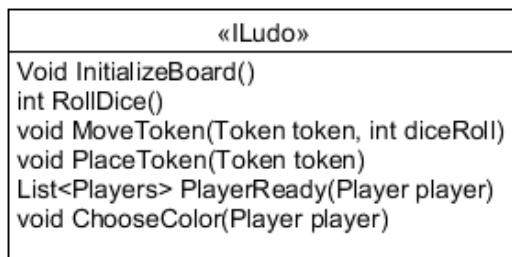 «ILudo»
Void InitializeBoard()
int RollDice()
void MoveToken(Token token, int diceRoll)
void PlaceToken(Token token)
List<Players> PlayerReady(Player player)
void ChooseColor(Player player)